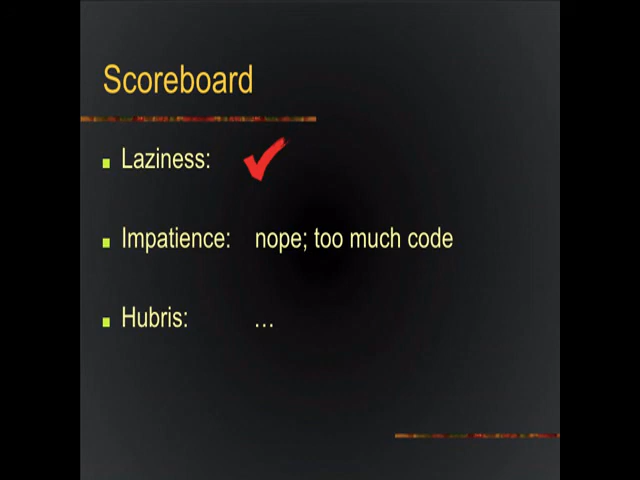 Scoreboard
Laziness:
Impatience: nope; too much code
Hubris: …